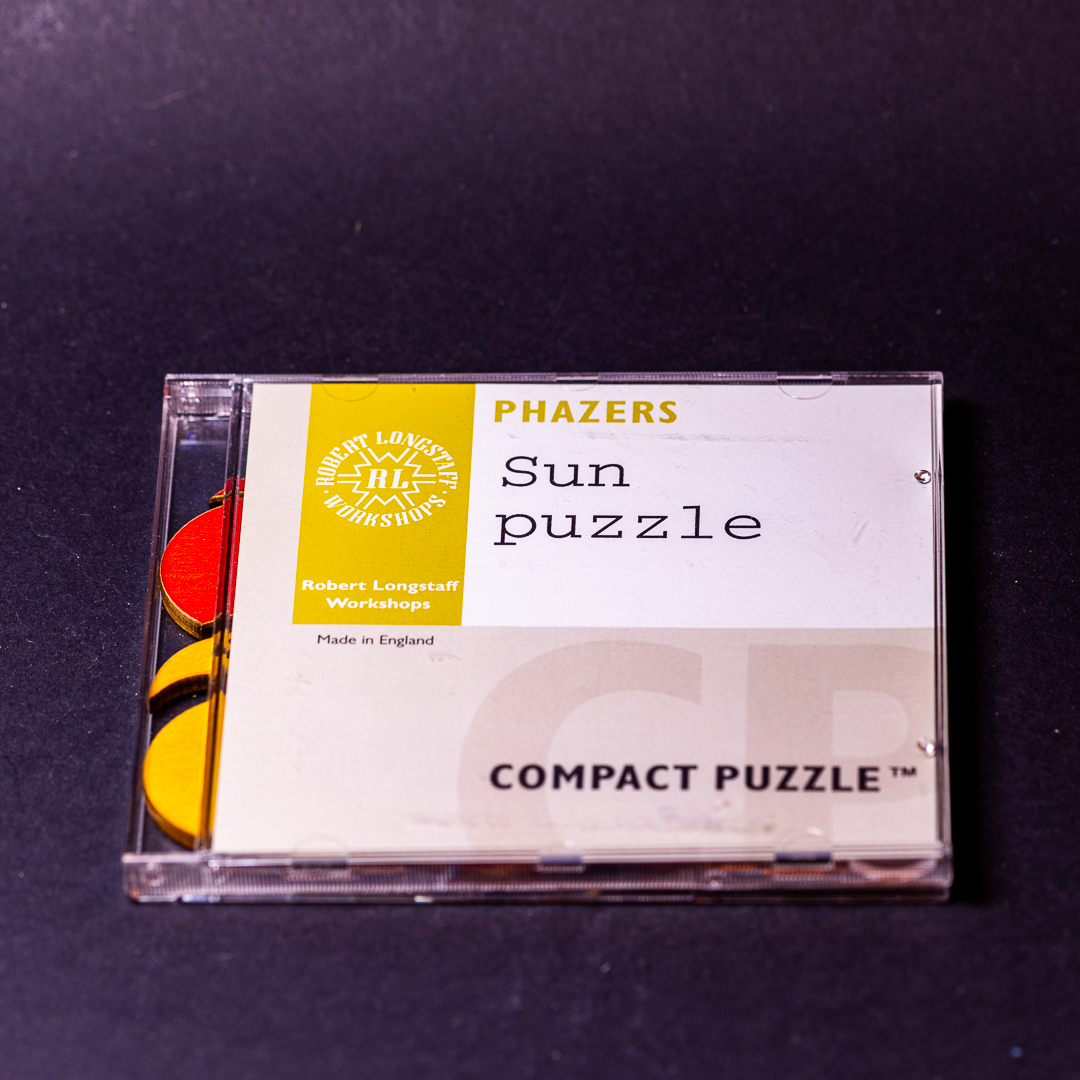 PHAZERS
Sun
puzzle
ROBERT LONGSTAFF
RL
· WORKSHOPS ·
Robert Longstaff
Workshops
Made in England
CP
COMPACT PUZZLE™